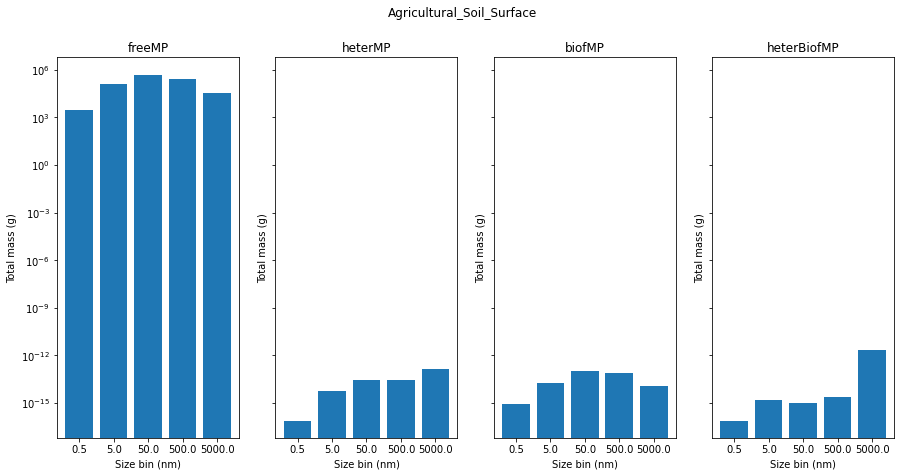 Agricultural_Soil_Surface
freeMP
heterMP
biofMP
heterBiofMP
Total mass (g)
10^6
10^3
10^0
10^-3
10^-6
10^-9
10^-12
10^-15
Total mass (g)
Total mass (g)
Total mass (g)
0.5 5.0 50.0 500.0 5000.0
0.5 5.0 50.0 500.0 5000.0
0.5 5.0 50.0 500.0 5000.0
0.5 5.0 50.0 500.0 5000.0
Size bin (nm)
Size bin (nm)
Size bin (nm)
Size bin (nm)